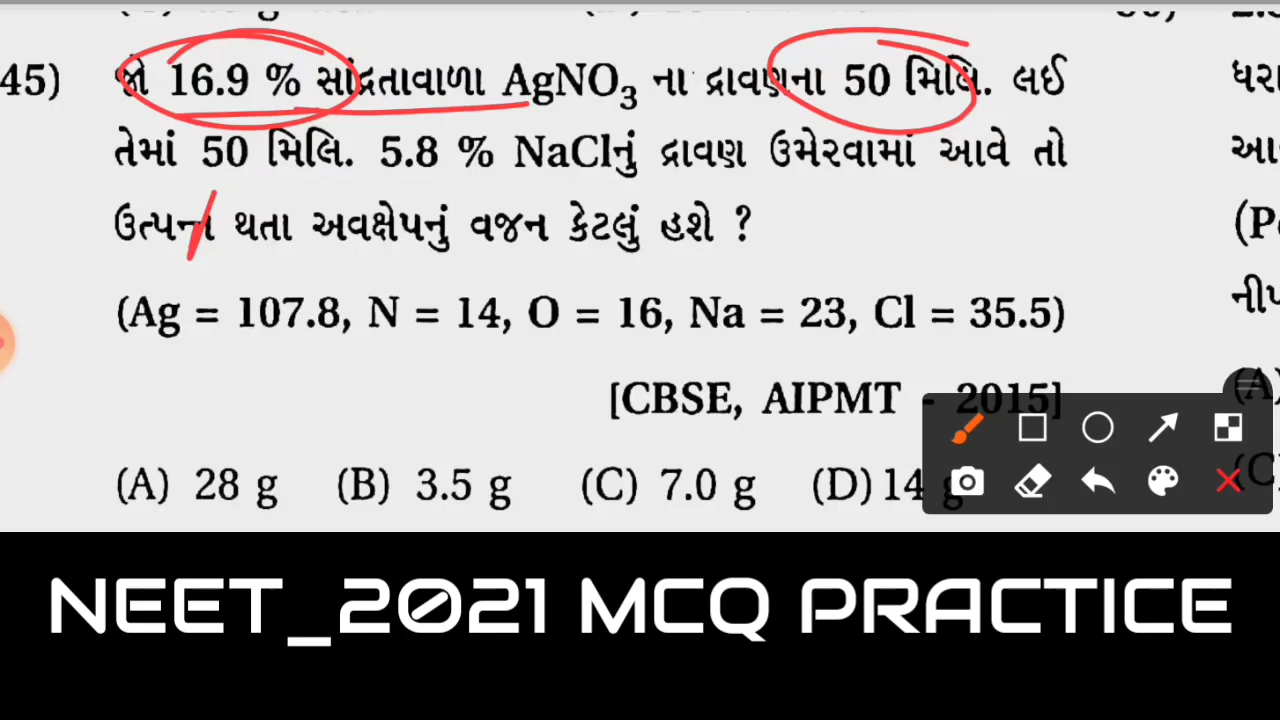 45) જો 16.9 % સાંદ્રતાવાળા AgNO3 ના દ્રાવણના 50 મિલિ. લઈ
તેમાં 50 મિલિ. 5.8 % NaClનું દ્રાવણ ઉમેરવામાં આવે તો
ઉત્પન્ન થતા અવક્ષેપનું વજન કેટલું હશે ?
(Ag = 107.8, N = 14, O = 16, Na = 23, Cl = 35.5)
[CBSE, AIPMT - 2015]
(A) 28 g (B) 3.5 g (C) 7.0 g (D) 14 g
ધરા
આ
(P
નીપ
(A)
(C
NEET_2021 MCQ PRACTICE